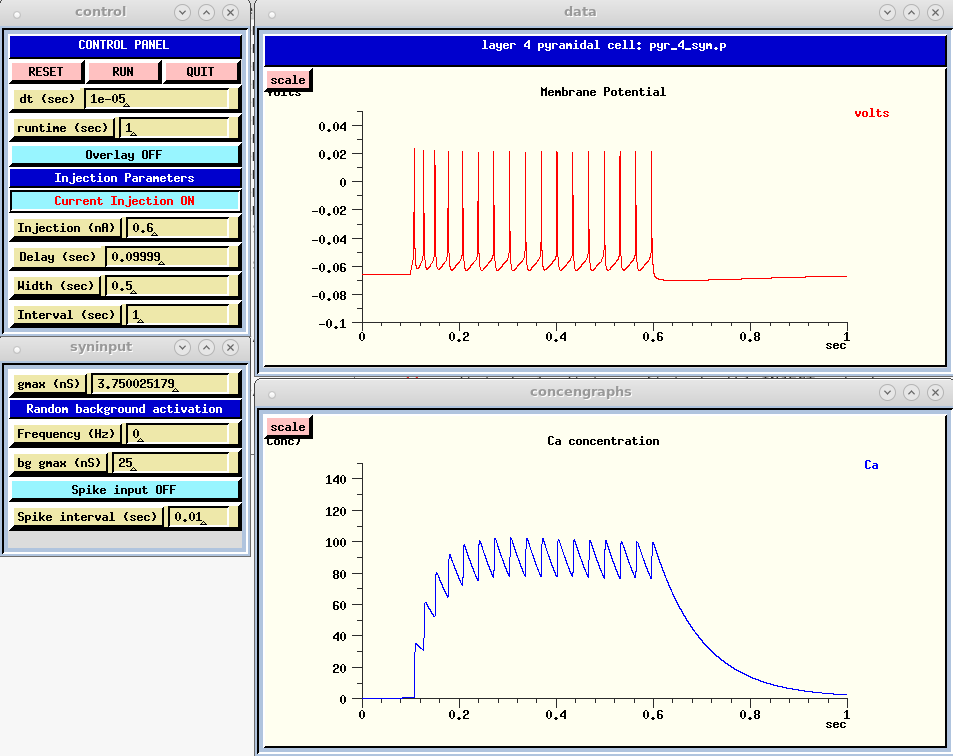 control
CONTROL PANEL
RESET RUN QUIT
dt (sec) 1e-05
runtime (sec) 1
Overlay OFF
Injection Parameters
Current Injection ON
Injection (nA) 0.6
Delay (sec) 0.09999
Width (sec) 0.5
Interval (sec) 1
syninput
gmax (nS) 3.750025179
Random background activation
Frequency (Hz) 0
bg gmax (nS) 25
Spike input OFF
Spike interval (sec) 0.01
data
layer 4 pyramidal cell: pyr_4_sym.p
scale
volts
Membrane Potential
volts
0.04
0.02
0
-0.02
-0.04
-0.06
-0.08
-0.1
0 0.2 0.4 0.6 0.8 1
sec
concengraphs
scale
Conc)
Ca concentration
Ca
140
120
100
80
60
40
20
0
0 0.2 0.4 0.6 0.8 1
sec